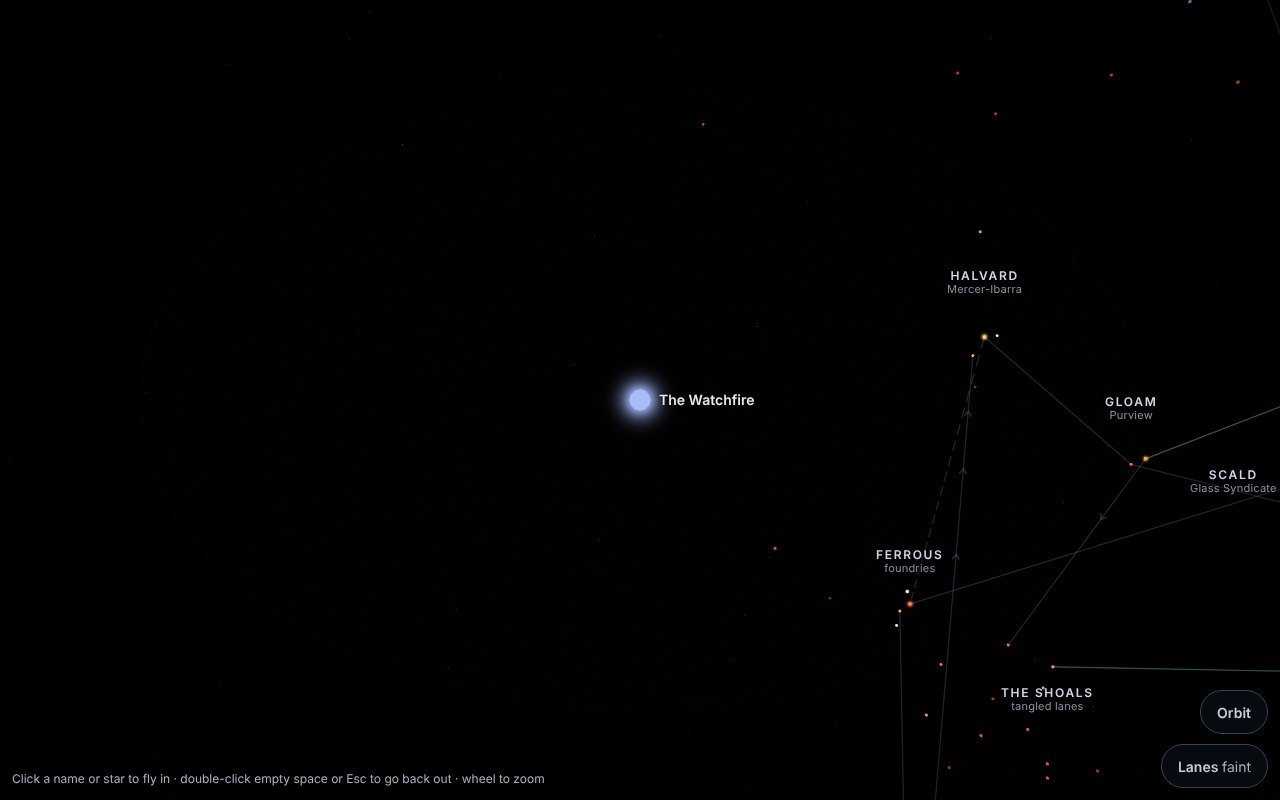 HALVARD
Mercer-Ibarra
The Watchfire
GLOAM
Purview
SCALD
Glass Syndicate
FERROUS
foundries
THE SHOALS
tangled lanes
Orbit
Lanes faint
Click a name or star to fly in · double-click empty space or Esc to go back out · wheel to zoom